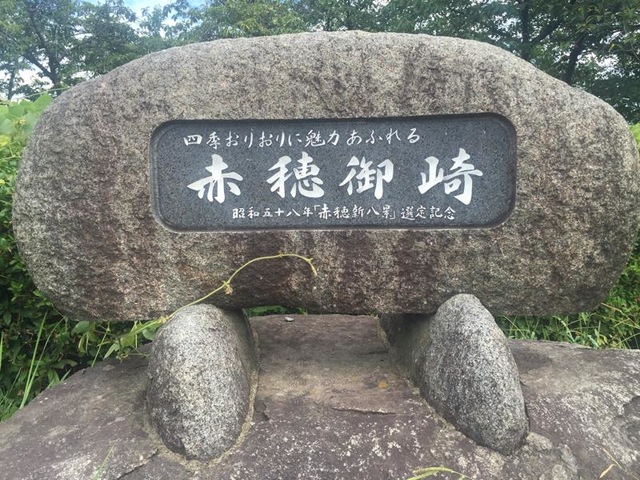 四季おりおりに魅力あふれる
赤穂御崎
昭和五十八年「赤穂新八景」選定記念